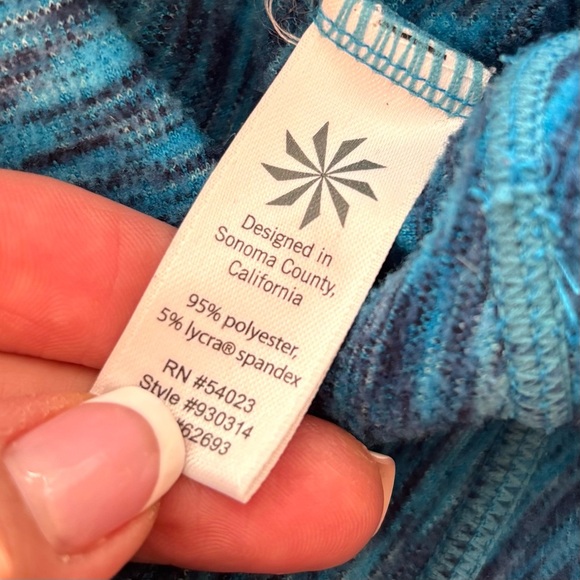 Designed in
Sonoma County,
California
95% polyester,
5% lycra® spandex
RN #54023
Style #930314
#62693